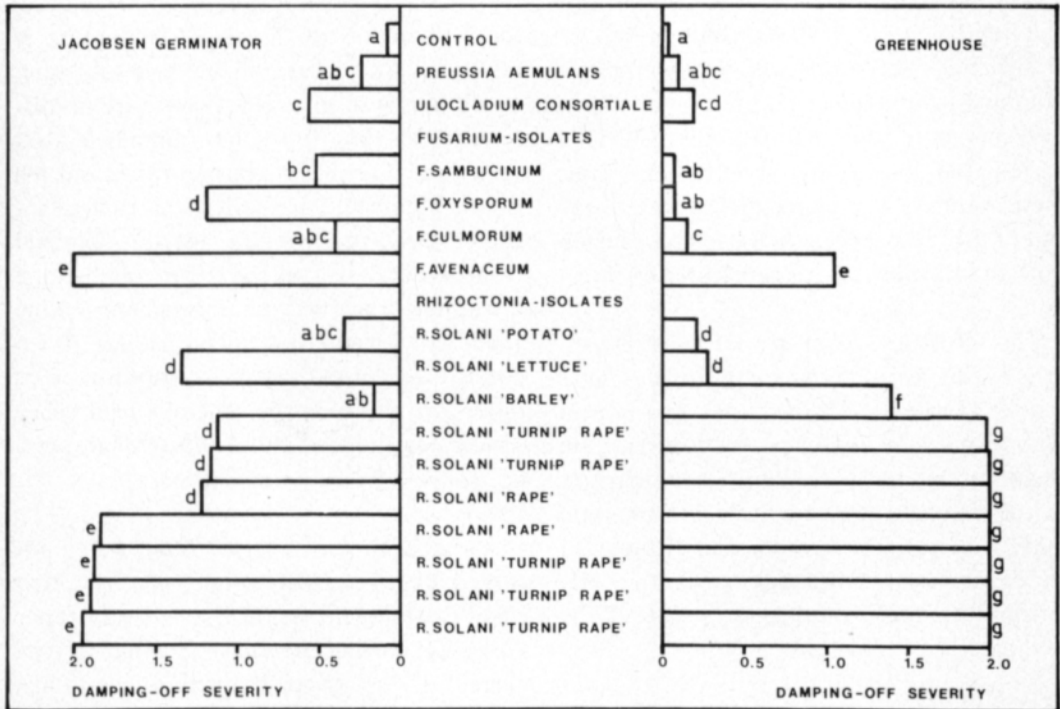 JACOBSEN GERMINATOR
GREENHOUSE
a CONTROL a
abc PREUSSIA AEMULANS abc
c ULOCLADIUM CONSORTIALE cd
FUSARIUM-ISOLATES
bc F.SAMBUCINUM ab
d F.OXYSPORUM ab
abc F.CULMORUM c
e F.AVENACEUM e
RHIZOCTONIA-ISOLATES
abc R.SOLANI 'POTATO' d
d R.SOLANI 'LETTUCE' d
ab R.SOLANI 'BARLEY' f
d R.SOLANI 'TURNIP RAPE' g
d R.SOLANI 'TURNIP RAPE' g
d R.SOLANI 'RAPE' g
e R.SOLANI 'RAPE' g
e R.SOLANI 'TURNIP RAPE' g
e R.SOLANI 'TURNIP RAPE' g
e R.SOLANI 'TURNIP RAPE' g
2.0 1.5 1.0 0.5 0 0 .5 1.0 1.5 2.0
DAMPING-OFF SEVERITY DAMPING-OFF SEVERITY